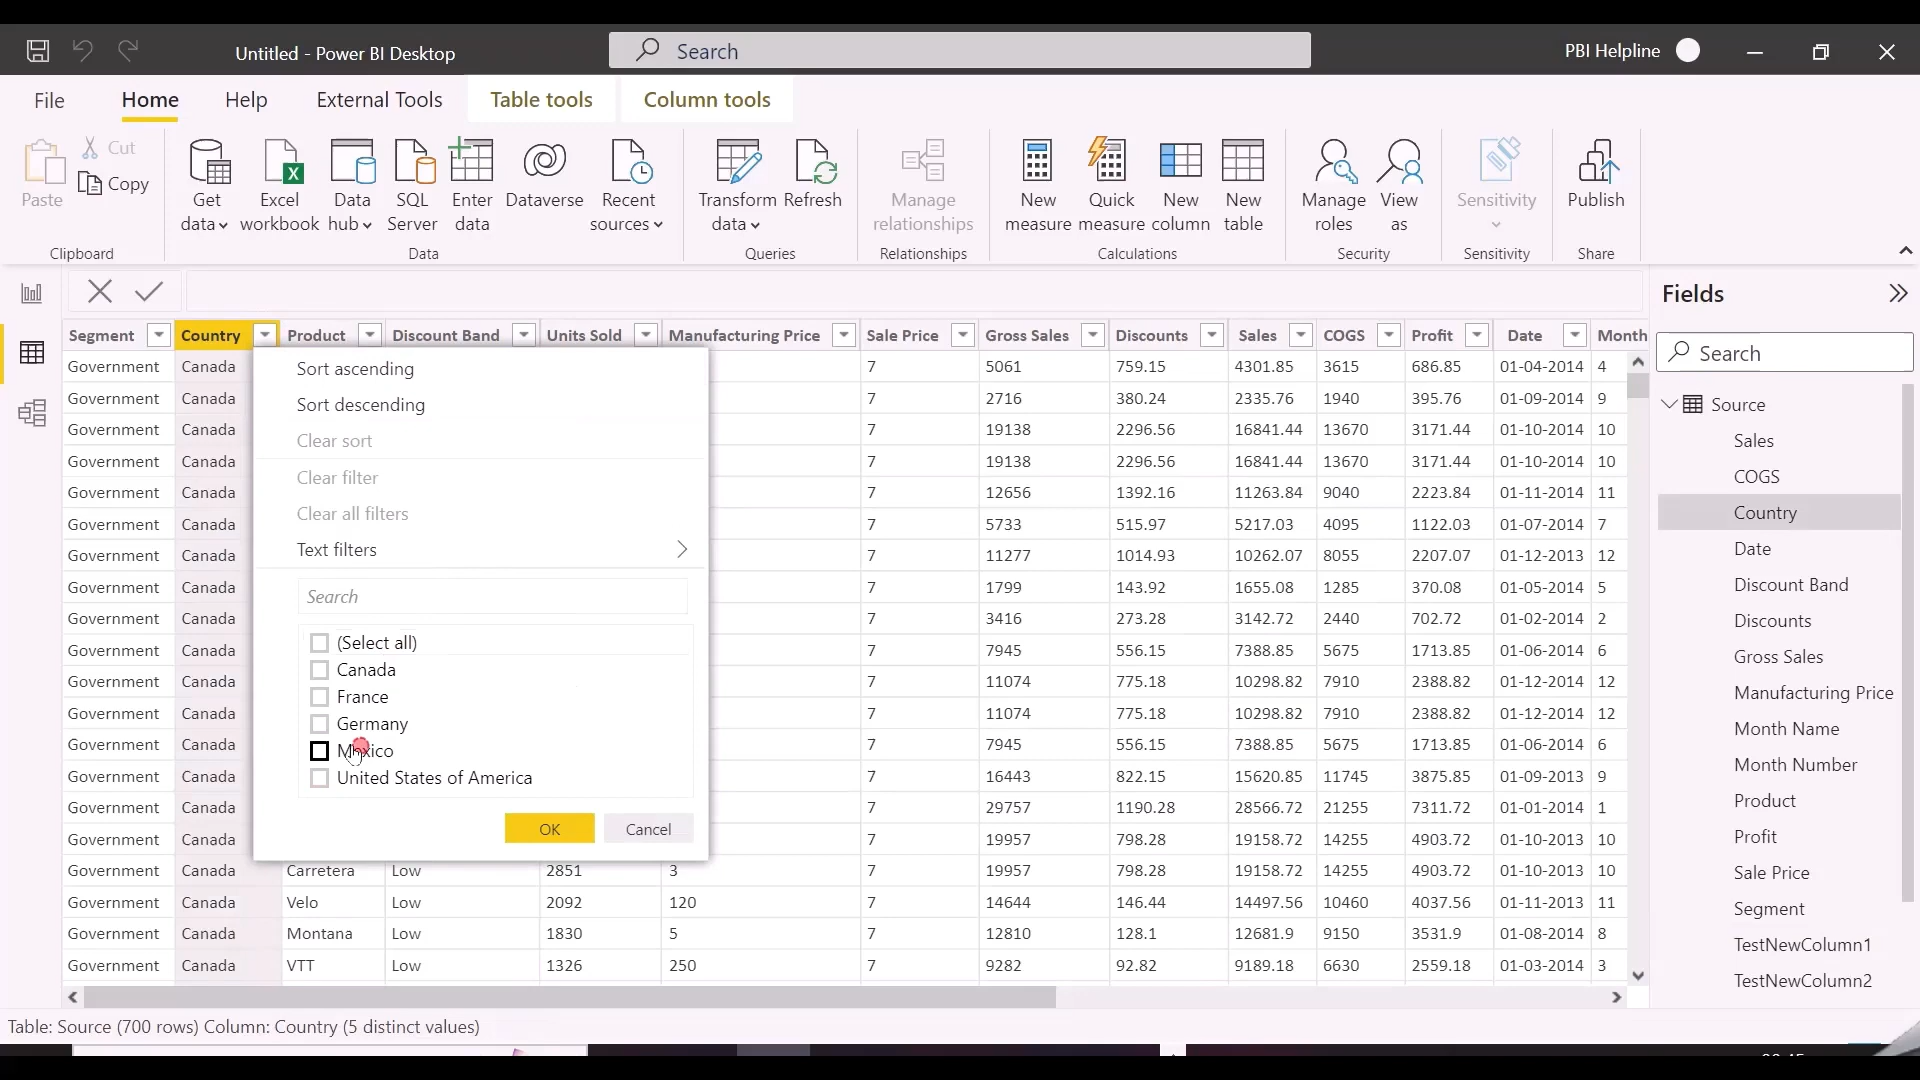 Untitled - Power BI Desktop
Search
PBI Helpline
File
Home
Help
External Tools
Table tools
Column tools
Paste
Cut
Copy
Clipboard
Get data
Excel workbook
Data hub
SQL Server
Enter data
Dataverse
Recent sources
Data
Transform data
Refresh
Queries
Manage relationships
Relationships
New measure
Quick measure
New column
New table
Calculations
Manage roles
View as
Security
Sensitivity
Sensitivity
Publish
Share
Segment Country Product Discount Band Units Sold Manufacturing Price Sale Price Gross Sales Discounts Sales COGS Profit Date Month
Government Canada 7 5061 759.15 4301.85 3615 686.85 01-04-2014 4
Government Canada 7 2716 380.24 2335.76 1940 395.76 01-09-2014 9
Government Canada 7 19138 2296.56 16841.44 13670 3171.44 01-10-2014 10
Government Canada 7 19138 2296.56 16841.44 13670 3171.44 01-10-2014 10
Government Canada 7 12656 1392.16 11263.84 9040 2223.84 01-11-2014 11
Government Canada 7 5733 515.97 5217.03 4095 1122.03 01-07-2014 7
Government Canada 7 11277 1014.93 10262.07 8055 2207.07 01-12-2013 12
Government Canada 7 1799 143.92 1655.08 1285 370.08 01-05-2014 5
Government Canada 7 3416 273.28 3142.72 2440 702.72 01-02-2014 2
Government Canada 7 7945 556.15 7388.85 5675 1713.85 01-06-2014 6
Government Canada 7 11074 775.18 10298.82 7910 2388.82 01-12-2014 12
Government Canada 7 11074 775.18 10298.82 7910 2388.82 01-12-2014 12
Government Canada 7 7945 556.15 7388.85 5675 1713.85 01-06-2014 6
Government Canada 7 16443 822.15 15620.85 11745 3875.85 01-09-2013 9
Government Canada 7 29757 1190.28 28566.72 21255 7311.72 01-01-2014 1
Government Canada 7 19957 798.28 19158.72 14255 4903.72 01-10-2013 10
Government Canada Carretera Low 2851 3 7 19957 798.28 19158.72 14255 4903.72 01-10-2013 10
Government Canada Velo Low 2092 120 7 14644 146.44 14497.56 10460 4037.56 01-11-2013 11
Government Canada Montana Low 1830 5 7 12810 128.1 12681.9 9150 3531.9 01-08-2014 8
Government Canada VTT Low 1326 250 7 9282 92.82 9189.18 6630 2559.18 01-03-2014 3
Sort ascending
Sort descending
Clear sort
Clear filter
Clear all filters
Text filters
Search
(Select all)
Canada
France
Germany
Mexico
United States of America
OK
Cancel
Fields
Search
Source
Sales
COGS
Country
Date
Discount Band
Discounts
Gross Sales
Manufacturing Price
Month Name
Month Number
Product
Profit
Sale Price
Segment
TestNewColumn1
TestNewColumn2
Table: Source (700 rows) Column: Country (5 distinct values)